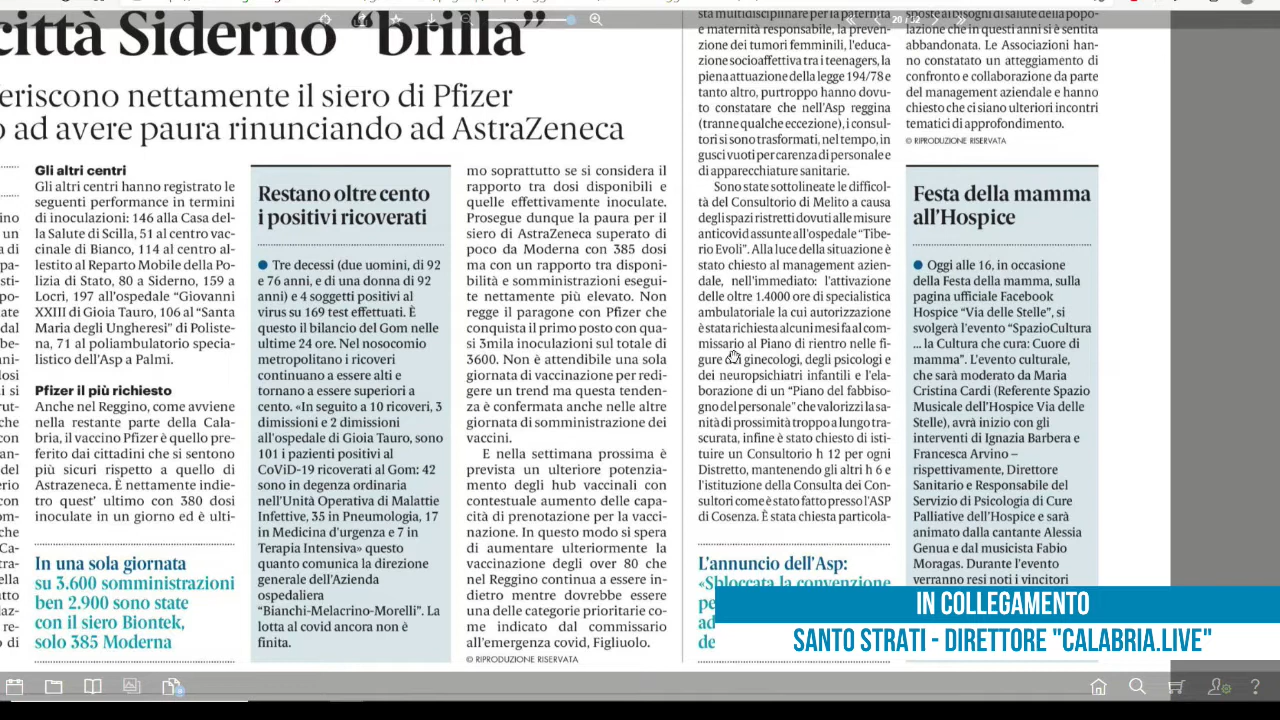 città Siderno “brilla”
eriscono nettamente il siero di Pfizer
o ad avere paura rinunciando ad AstraZeneca
Gli altri centri
Gli altri centri hanno registrato le
seguenti performance in termini
di inoculazioni: 146 alla Casa del-
la Salute di Scilla, 51 al centro vac-
cinale di Bianco, 114 al centro al-
lestito al Reparto Mobile della Po-
lizia di Stato, 80 a Siderno, 159 a
Locri, 197 all'ospedale “Giovanni
XXIII di Gioia Tauro, 106 al “Santa
Maria degli Ungheresi” di Poliste-
na, 71 al poliambulatorio specia-
listico dell'Asp a Palmi.
Pfizer il più richiesto
Anche nel Reggino, come avviene
nella restante parte della Cala-
bria, il vaccino Pfizer è quello pre-
ferito dai cittadini che si sentono
più sicuri rispetto a quello di
Astrazeneca. È nettamente indie-
tro quest' ultimo con 380 dosi
inoculate in un giorno ed è ulti-
In una sola giornata
su 3.600 somministrazioni
ben 2.900 sono state
con il siero Biontek,
solo 385 Moderna
Restano oltre cento
i positivi ricoverati
Tre decessi (due uomini, di 92
e 76 anni, e di una donna di 92
anni) e 4 soggetti positivi al
virus su 169 test effettuati. È
questo il bilancio del Gom nelle
ultime 24 ore. Nel nosocomio
metropolitano i ricoveri
continuano a essere alti e
tornano a essere superiori a
cento. «In seguito a 10 ricoveri, 3
dimissioni e 2 dimissioni
all'ospedale di Gioia Tauro, sono
101 i pazienti positivi al
CoViD-19 ricoverati al Gom: 42
sono in degenza ordinaria
nell'Unità Operativa di Malattie
Infettive, 35 in Pneumologia, 17
in Medicina d'urgenza e 7 in
Terapia Intensiva» questo
quanto comunica la direzione
generale dell'Azienda
ospedaliera
“Bianchi-Melacrino-Morelli”. La
lotta al covid ancora non è
finita.
mo soprattutto se si considera il
rapporto tra dosi disponibili e
quelle effettivamente inoculate.
Prosegue dunque la paura per il
siero di AstraZeneca superato di
poco da Moderna con 385 dosi
ma con un rapporto tra disponi-
bilità e somministrazioni esegui-
te nettamente più elevato. Non
regge il paragone con Pfizer che
conquista il primo posto con qua-
si 3mila inoculazioni sul totale di
3600. Non è attendibile una sola
giornata di vaccinazione per redi-
gere un trend ma questa tenden-
za è confermata anche nelle altre
giornata di somministrazione dei
vaccini.
E nella settimana prossima è
prevista un ulteriore potenzia-
mento degli hub vaccinali con
contestuale aumento delle capa-
cità di prenotazione per la vacci-
nazione. In questo modo si spera
di aumentare ulteriormente la
vaccinazione degli over 80 che
nel Reggino continua a essere in-
dietro mentre dovrebbe essere
una delle categorie prioritarie co-
me indicato dal commissario
all'emergenza covid, Figliuolo.
© RIPRODUZIONE RISERVATA
sta multidisciplinare per la paternità
e maternità responsabile, la preven-
zione dei tumori femminili, l'educa-
zione socioaffettiva tra i teenagers, la
piena attuazione della legge 194/78 e
tanto altro, purtroppo hanno dovu-
to constatare che nell'Asp reggina
(tranne qualche eccezione), i consul-
tori si sono trasformati, nel tempo, in
gusci vuoti per carenza di personale e
di apparecchiature sanitarie.
Sono state sottolineate le difficol-
tà del Consultorio di Melito a causa
degli spazi ristretti dovuti alle misure
anticovid assunte all'ospedale “Tibe-
rio Evoli”. Alla luce della situazione è
stato chiesto al management azien-
dale, nell'immediato: l'attivazione
delle oltre 1.4000 ore di specialistica
ambulatoriale la cui autorizzazione
è stata richiesta alcuni mesi fa al com-
missario al Piano di rientro nelle fi-
gure di ginecologi, degli psicologi e
dei neuropsichiatri infantili e l'ela-
borazione di un “Piano del fabbiso-
gno del personale” che valorizzi la sa-
nità di prossimità troppo a lungo tra-
scurata, infine è stato chiesto di isti-
tuire un Consultorio h 12 per ogni
Distretto, mantenendo gli altri h 6 e
l'istituzione della Consulta dei Con-
sultori come è stato fatto presso l'ASP
di Cosenza. È stata chiesta particola-
L'annuncio dell'Asp:
«Sbloccata la convenzione
sposte ai bisogni di salute della popo-
lazione che in questi anni si è sentita
abbandonata. Le Associazioni han-
no constatato un atteggiamento di
confronto e collaborazione da parte
del management aziendale e hanno
chiesto che ci siano ulteriori incontri
tematici di approfondimento.
© RIPRODUZIONE RISERVATA
Festa della mamma
all'Hospice
Oggi alle 16, in occasione
della Festa della mamma, sulla
pagina ufficiale Facebook
Hospice “Via delle Stelle”, si
svolgerà l'evento “SpazioCultura
... la Cultura che cura: Cuore di
mamma”. L'evento culturale,
che sarà moderato da Maria
Cristina Cardi (Referente Spazio
Musicale dell'Hospice Via delle
Stelle), avrà inizio con gli
interventi di Ignazia Barbera e
Francesca Arvino –
rispettivamente, Direttore
Sanitario e Responsabile del
Servizio di Psicologia di Cure
Palliative dell'Hospice e sarà
animato dalla cantante Alessia
Genua e dal musicista Fabio
Moragas. Durante l'evento
verranno resi noti i vincitori
IN COLLEGAMENTO
SANTO STRATI - DIRETTORE "CALABRIA.LIVE"